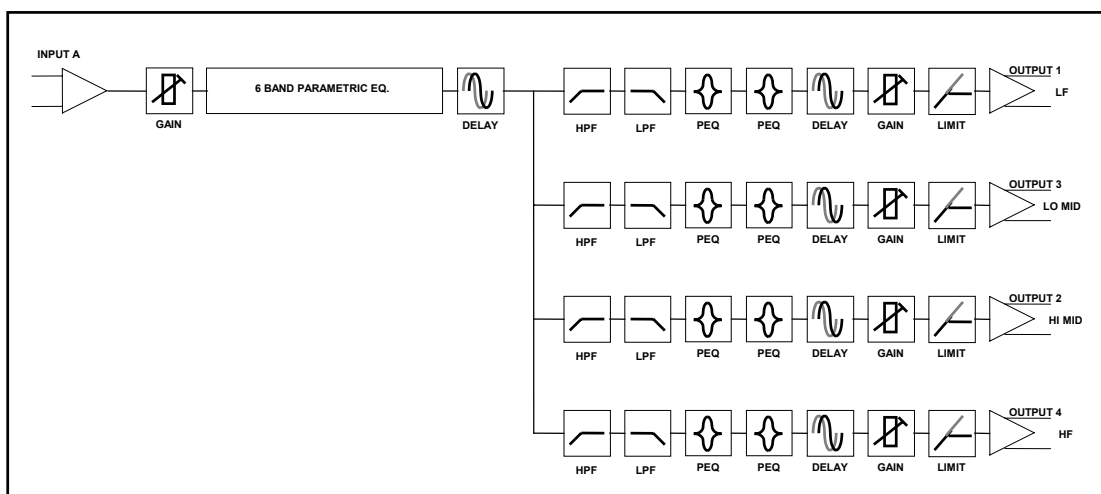 INPUT A
GAIN
6 BAND PARAMETRIC EQ.
DELAY
HPF
LPF
PEQ
PEQ
DELAY
GAIN
LIMIT
OUTPUT 1
LF
HPF
LPF
PEQ
PEQ
DELAY
GAIN
LIMIT
OUTPUT 3
LO MID
HPF
LPF
PEQ
PEQ
DELAY
GAIN
LIMIT
OUTPUT 2
HI MID
HPF
LPF
PEQ
PEQ
DELAY
GAIN
LIMIT
OUTPUT 4
HF